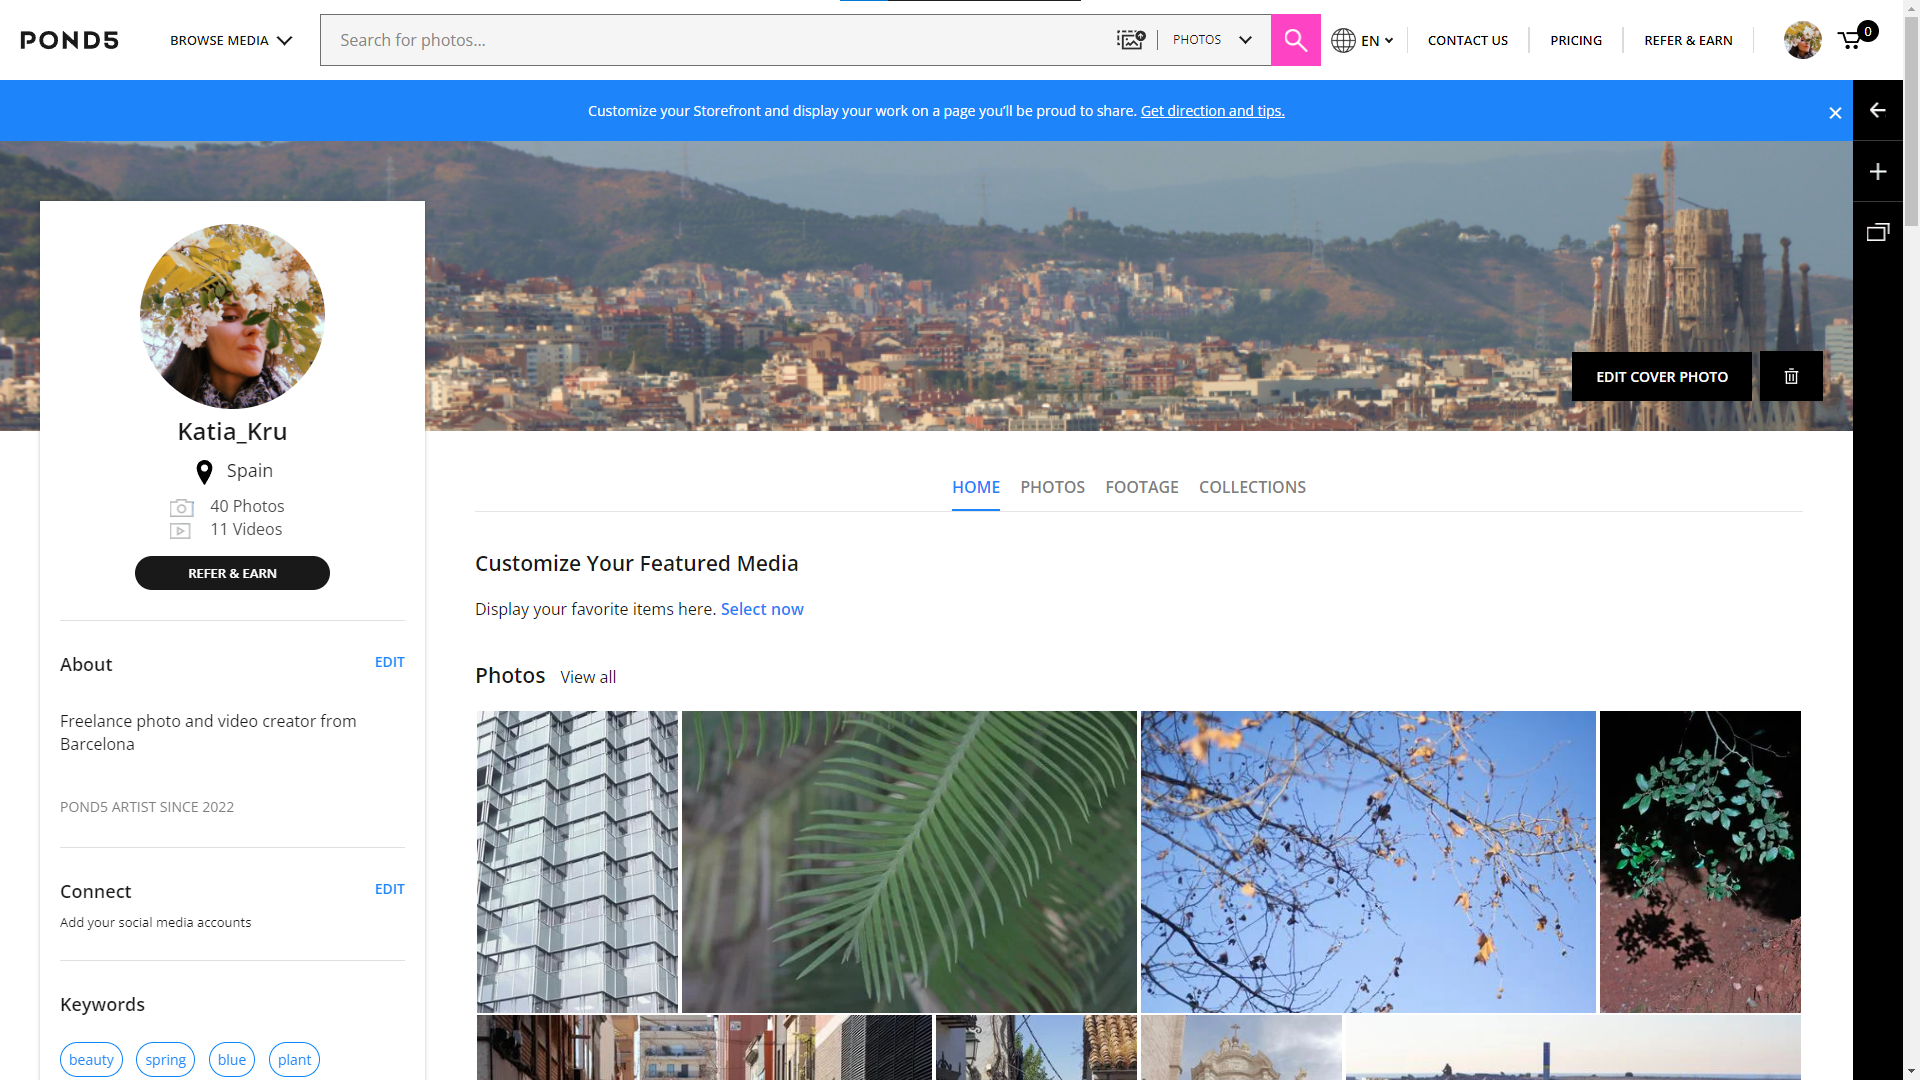 POND5
BROWSE MEDIA
Search for photos...
PHOTOS
EN
CONTACT US
PRICING
REFER & EARN
0
Customize your Storefront and display your work on a page you’ll be proud to share. Get direction and tips.
EDIT COVER PHOTO
Katia_Kru
Spain
40 Photos
11 Videos
REFER & EARN
About
EDIT
Freelance photo and video creator from
Barcelona
POND5 ARTIST SINCE 2022
Connect
EDIT
Add your social media accounts
Keywords
beauty
spring
blue
plant
HOME
PHOTOS
FOOTAGE
COLLECTIONS
Customize Your Featured Media
Display your favorite items here. Select now
Photos View all